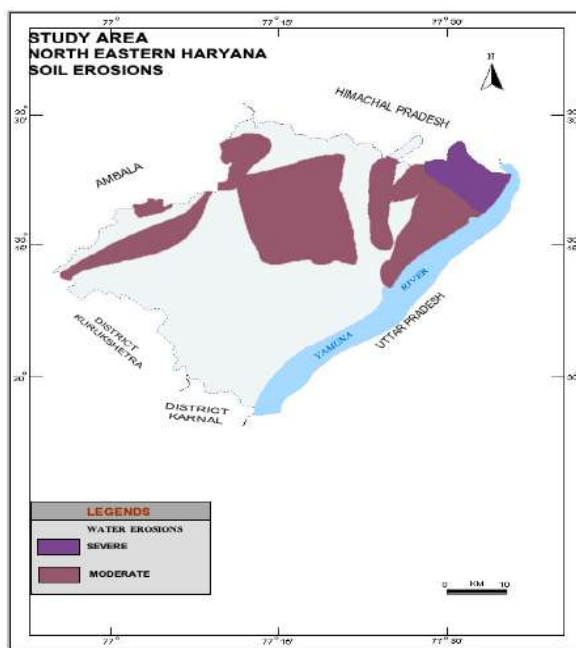 77°
77° 15'
77° 30'
STUDY AREA
NORTH EASTERN HARYANA
SOIL EROSIONS
N
HIMACHAL PRADESH
AMBALA
DISTRICT
KURUKSHETRA
DISTRICT
KARNAL
YAMUNA
RIVER
UTTAR PRADESH
LEGENDS
WATER EROSIONS
SEVERE
MODERATE
0
KM
10
77°
77° 15'
77° 30'